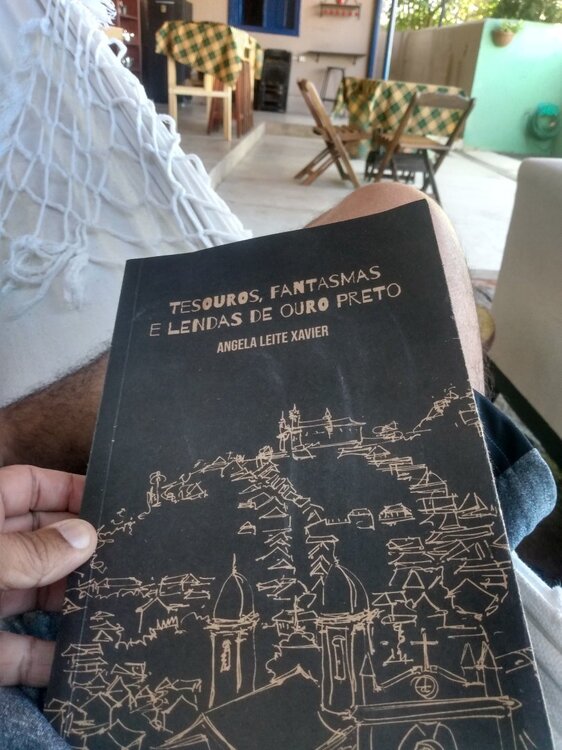 TESOUROS, FANTASMAS
E LENDAS DE OURO PRETO
ANGELA LEITE XAVIER